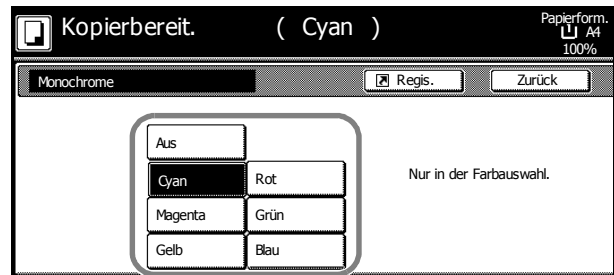 Kopierbereit. ( Cyan )
Papierform.
A4
100%
Monochrome
Regis.
Zurück
Aus
Cyan Rot
Magenta Grün
Gelb Blau
Nur in der Farbauswahl.